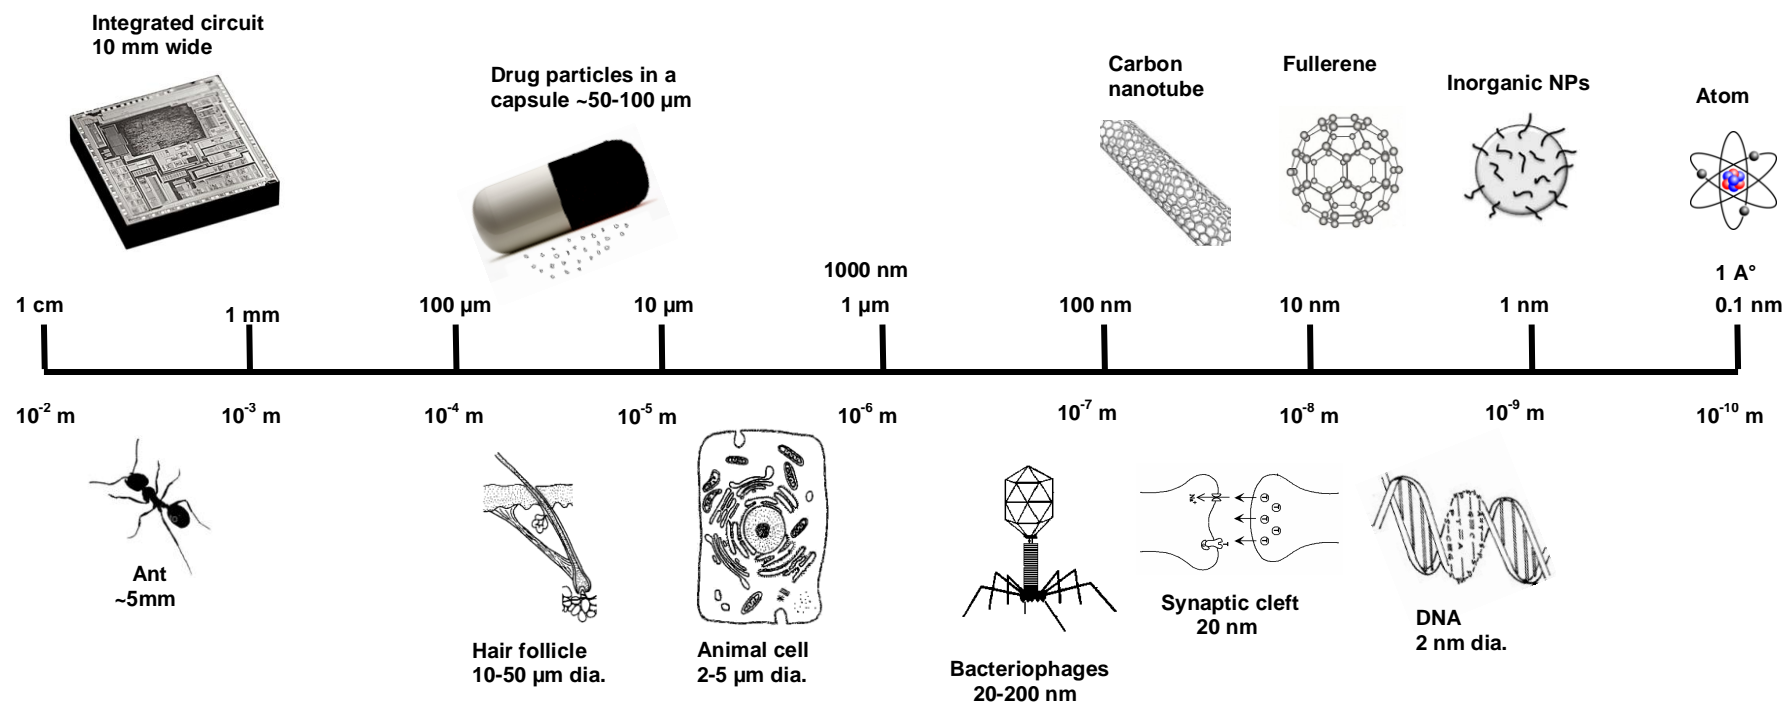 Integrated circuit
10 mm wide
Drug particles in a
capsule ~50-100 µm
Carbon
nanotube
Fullerene
Inorganic NPs
Atom
1000 nm
1 A°
1 cm
1 mm
100 µm
10 µm
1 µm
100 nm
10 nm
1 nm
0.1 nm
10⁻² m
10⁻³ m
10⁻⁴ m
10⁻⁵ m
10⁻⁶ m
10⁻⁷ m
10⁻⁸ m
10⁻⁹ m
10⁻¹⁰ m
Ant
~5mm
Hair follicle
10-50 µm dia.
Animal cell
2-5 µm dia.
Bacteriophages
20-200 nm
Synaptic cleft
20 nm
DNA
2 nm dia.